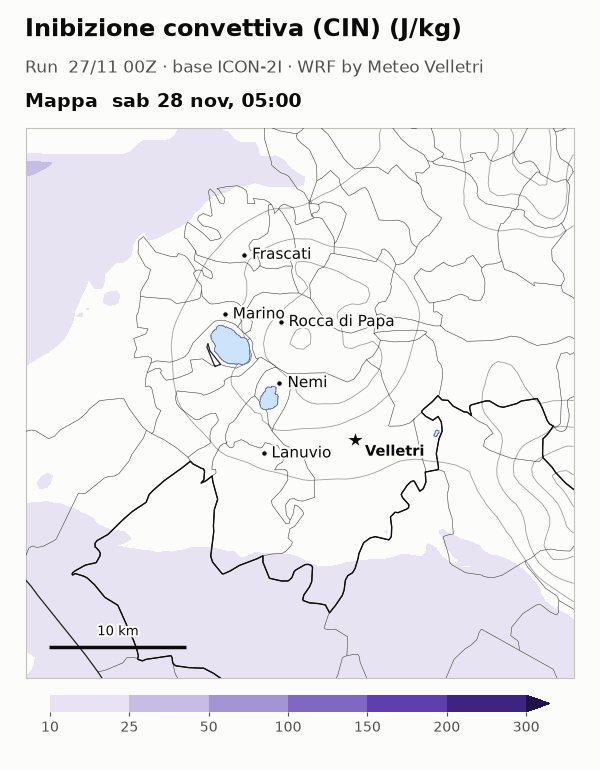 Inibizione convettiva (CIN) (J/kg)
Run  27/11 00Z · base ICON-2I · WRF by Meteo Velletri
Mappa  sab 28 nov, 05:00
Frascati
Marino
Rocca di Papa
Nemi
Velletri
Lanuvio
10 km
10 25 50 100 150 200 300